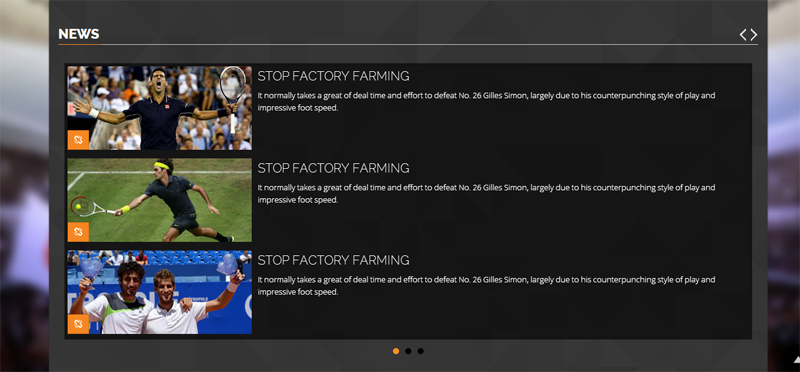 NEWS
STOP FACTORY FARMING
It normally takes a great of deal time and effort to defeat No. 26 Gilles Simon, largely due to his counterpunching style of play and
impressive foot speed.
STOP FACTORY FARMING
It normally takes a great of deal time and effort to defeat No. 26 Gilles Simon, largely due to his counterpunching style of play and
impressive foot speed.
STOP FACTORY FARMING
It normally takes a great of deal time and effort to defeat No. 26 Gilles Simon, largely due to his counterpunching style of play and
impressive foot speed.